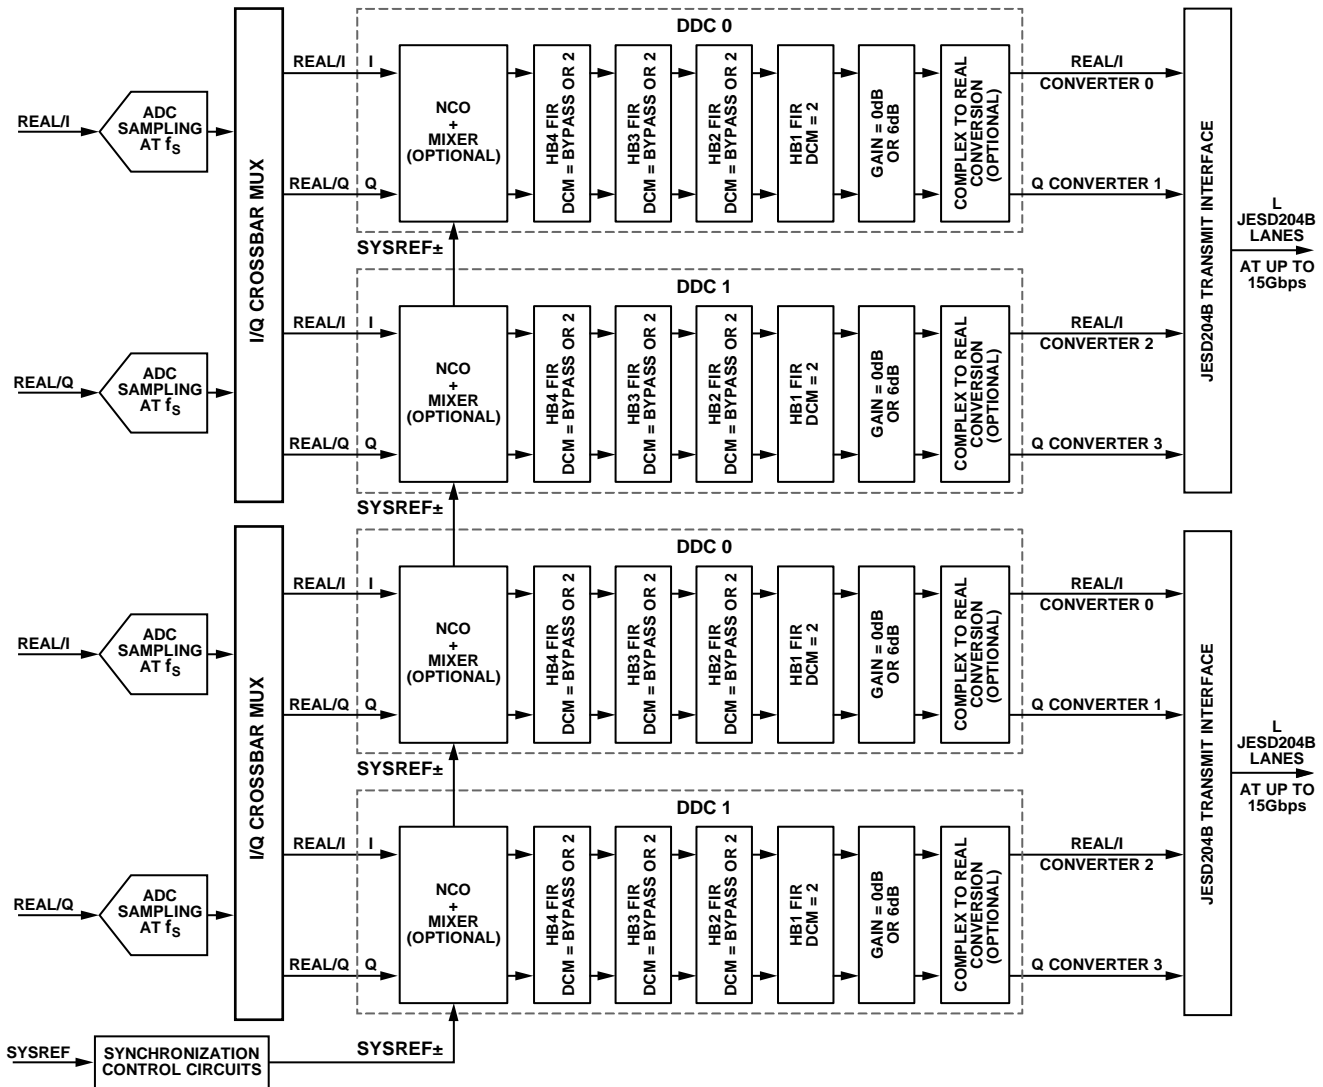 DDC 0
REAL/I
ADC
SAMPLING
AT fS
I/Q CROSSBAR MUX
REAL/I I
REAL/Q Q
NCO
+
MIXER
(OPTIONAL)
HB4 FIR
DCM = BYPASS OR 2
HB3 FIR
DCM = BYPASS OR 2
HB2 FIR
DCM = BYPASS OR 2
HB1 FIR
DCM = 2
GAIN = 0dB
OR 6dB
COMPLEX TO REAL
CONVERSION
(OPTIONAL)
REAL/I
CONVERTER 0
Q CONVERTER 1
SYSREF±
JESD204B TRANSMIT INTERFACE
L
JESD204B
LANES
AT UP TO
15Gbps
DDC 1
REAL/Q
ADC
SAMPLING
AT fS
REAL/I I
REAL/Q Q
NCO
+
MIXER
(OPTIONAL)
HB4 FIR
DCM = BYPASS OR 2
HB3 FIR
DCM = BYPASS OR 2
HB2 FIR
DCM = BYPASS OR 2
HB1 FIR
DCM = 2
GAIN = 0dB
OR 6dB
COMPLEX TO REAL
CONVERSION
(OPTIONAL)
REAL/I
CONVERTER 2
Q CONVERTER 3
SYSREF±
DDC 0
REAL/I
ADC
SAMPLING
AT fS
I/Q CROSSBAR MUX
REAL/I I
REAL/Q Q
NCO
+
MIXER
(OPTIONAL)
HB4 FIR
DCM = BYPASS OR 2
HB3 FIR
DCM = BYPASS OR 2
HB2 FIR
DCM = BYPASS OR 2
HB1 FIR
DCM = 2
GAIN = 0dB
OR 6dB
COMPLEX TO REAL
CONVERSION
(OPTIONAL)
REAL/I
CONVERTER 0
Q CONVERTER 1
SYSREF±
JESD204B TRANSMIT INTERFACE
L
JESD204B
LANES
AT UP TO
15Gbps
DDC 1
REAL/Q
ADC
SAMPLING
AT fS
REAL/I I
REAL/Q Q
NCO
+
MIXER
(OPTIONAL)
HB4 FIR
DCM = BYPASS OR 2
HB3 FIR
DCM = BYPASS OR 2
HB2 FIR
DCM = BYPASS OR 2
HB1 FIR
DCM = 2
GAIN = 0dB
OR 6dB
COMPLEX TO REAL
CONVERSION
(OPTIONAL)
REAL/I
CONVERTER 2
Q CONVERTER 3
SYSREF
SYNCHRONIZATION
CONTROL CIRCUITS
SYSREF±